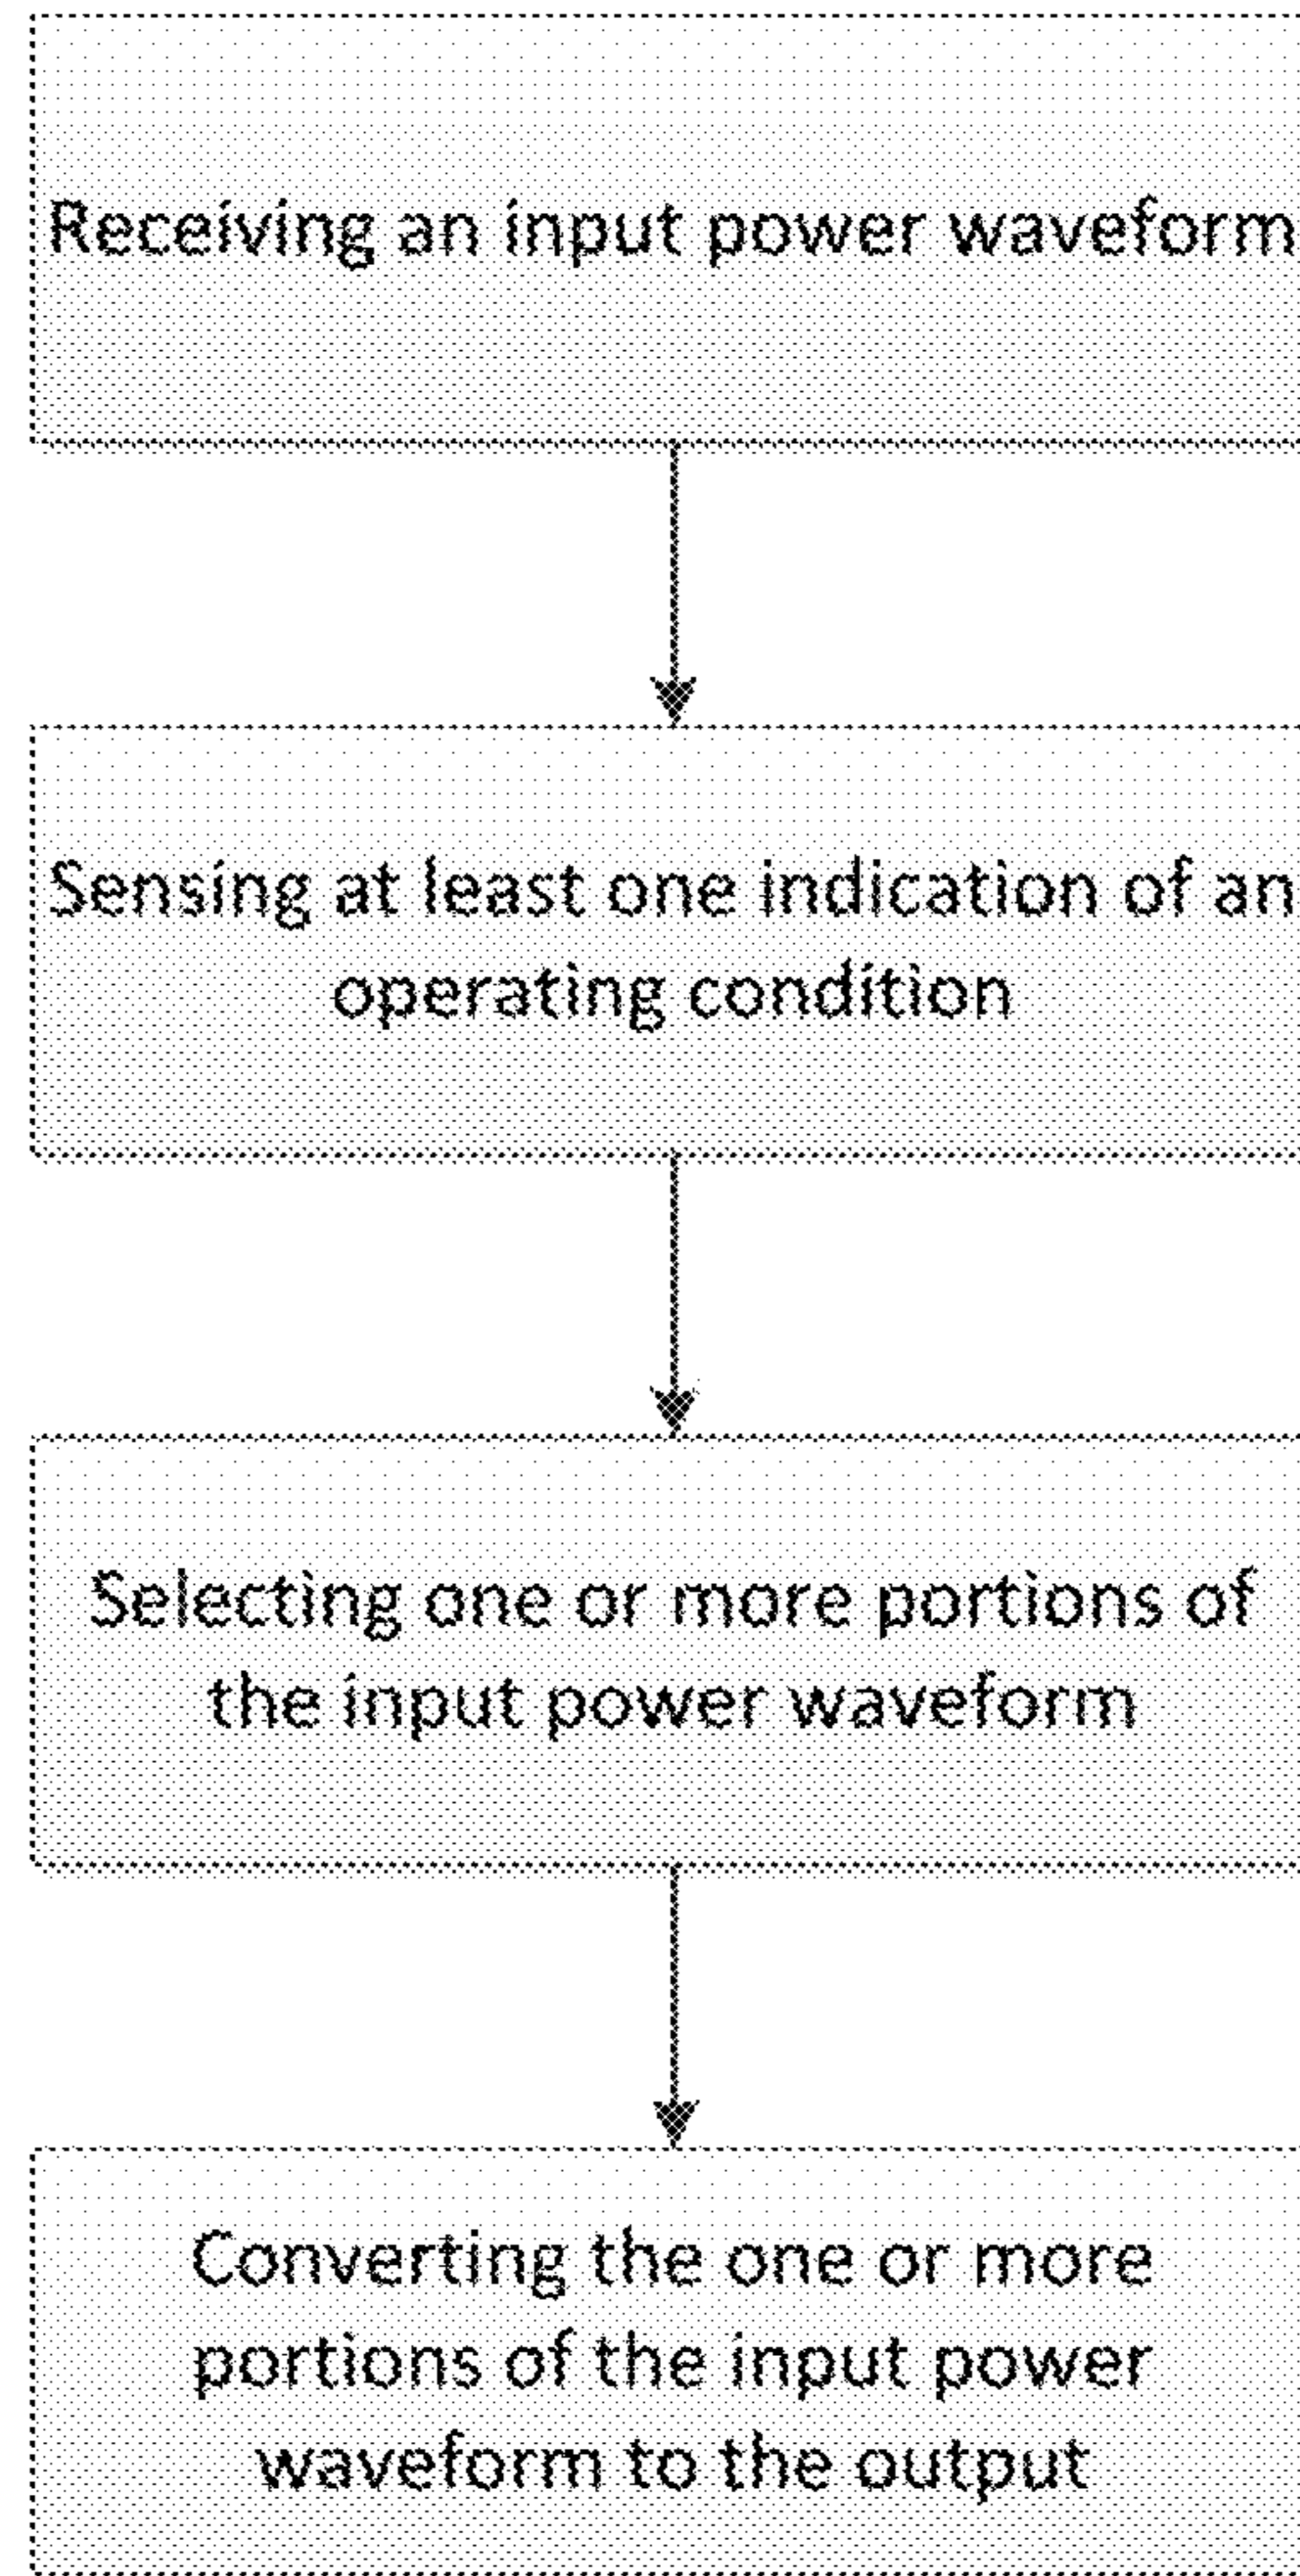 Receiving an input power waveform
Sensing at least one indication of an
operating condition
Selecting one or more portions of
the input power waveform
Converting the one or more
portions of the input power
waveform to the output